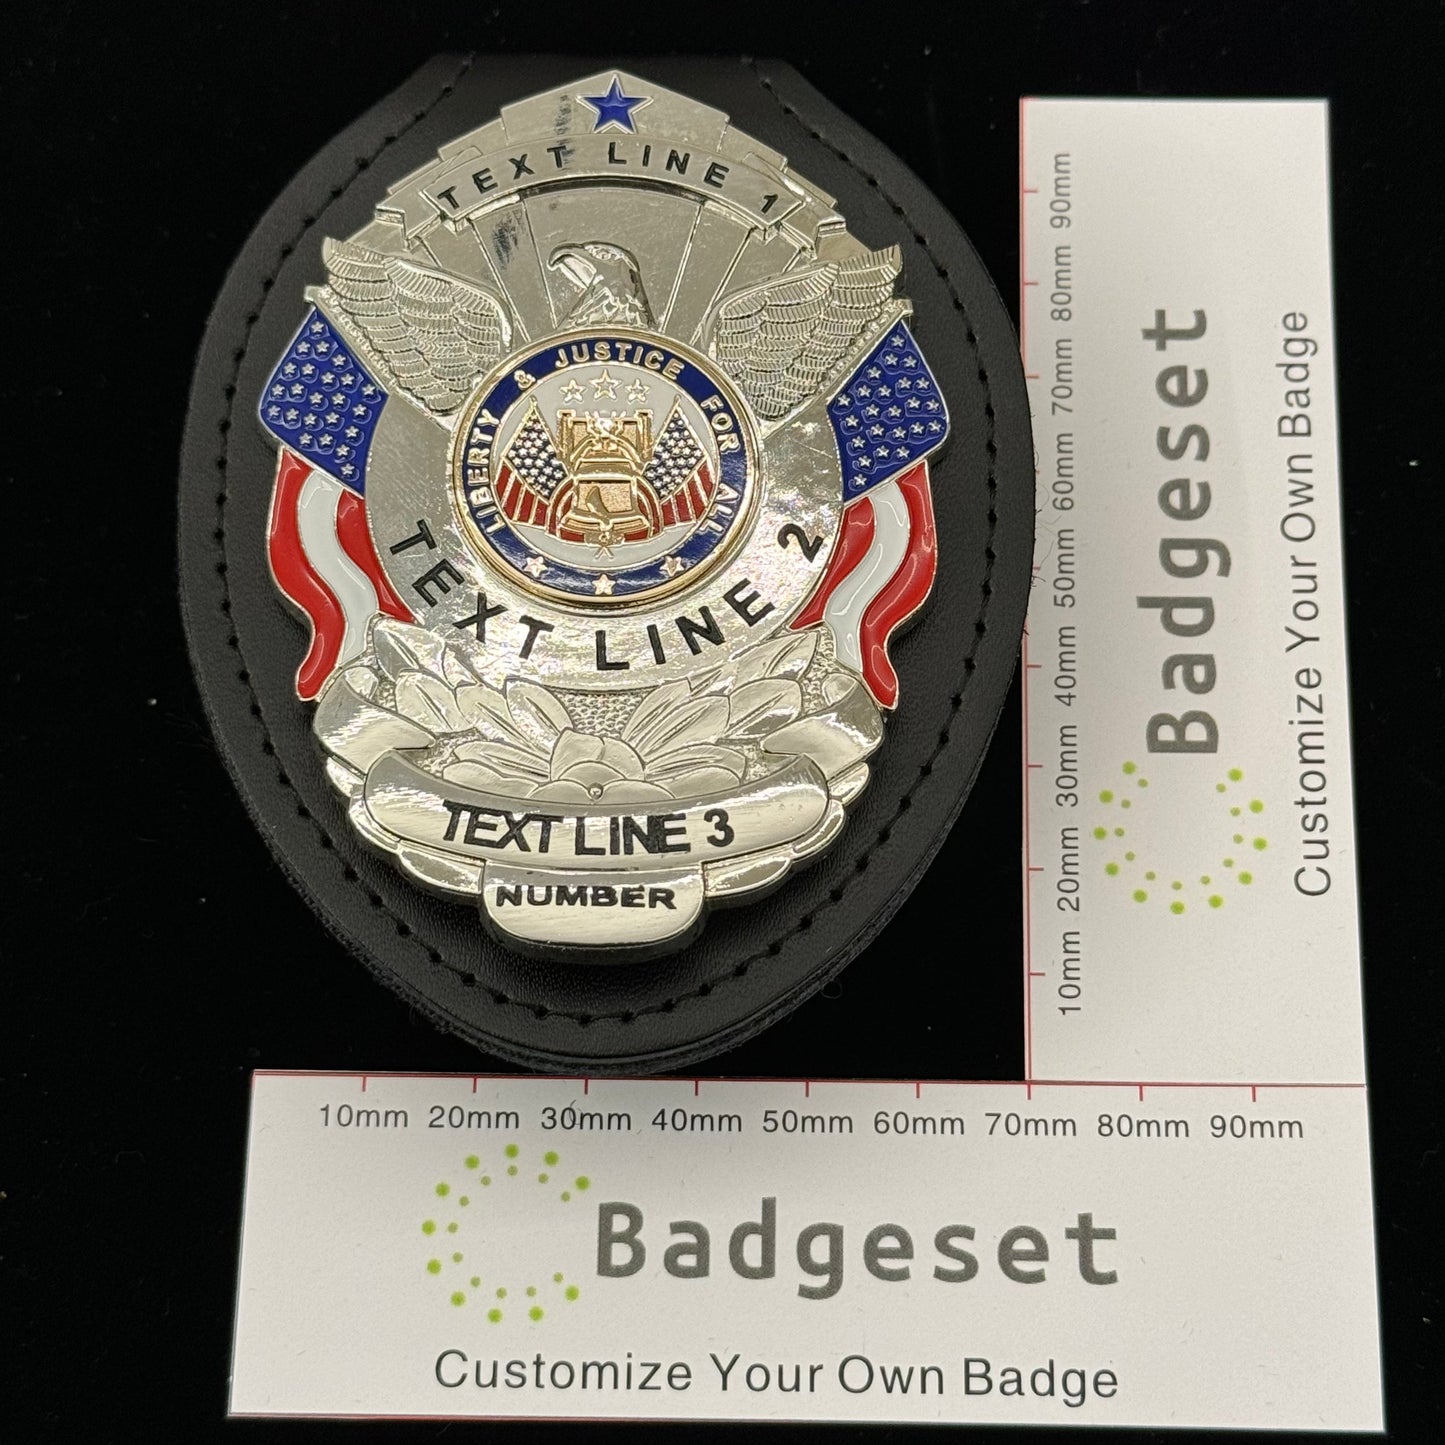 TEXT LINE 1
LIBERTY & JUSTICE FOR ALL
TEXT LINE 2
TEXT LINE 3
NUMBER
10mm 20mm 30mm 40mm 50mm 60mm 70mm 80mm 90mm
Badgeset
Customize Your Own Badge
10mm 20mm 30mm 40mm 50mm 60mm 70mm 80mm 90mm
Badgeset
Customize Your Own Badge